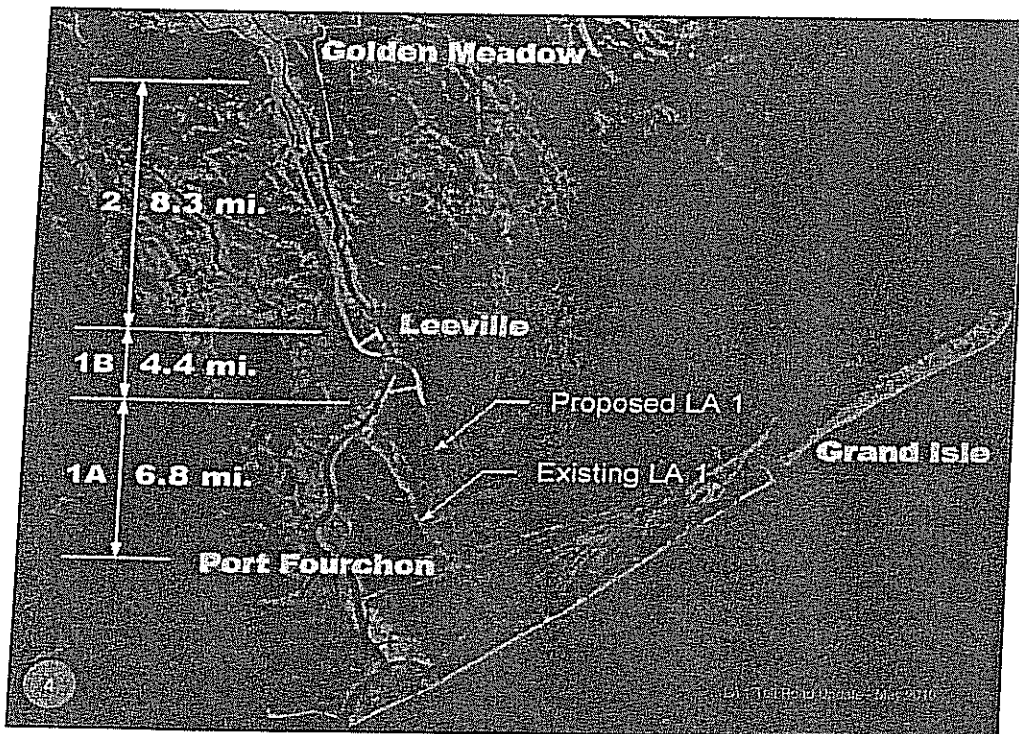 Golden Meadow
2 8.3 mi.
Leeville
1B 4.4 mi.
Proposed LA 1
Grand Isle
Existing LA 1
1A 6.8 mi.
Port Fourchon
4